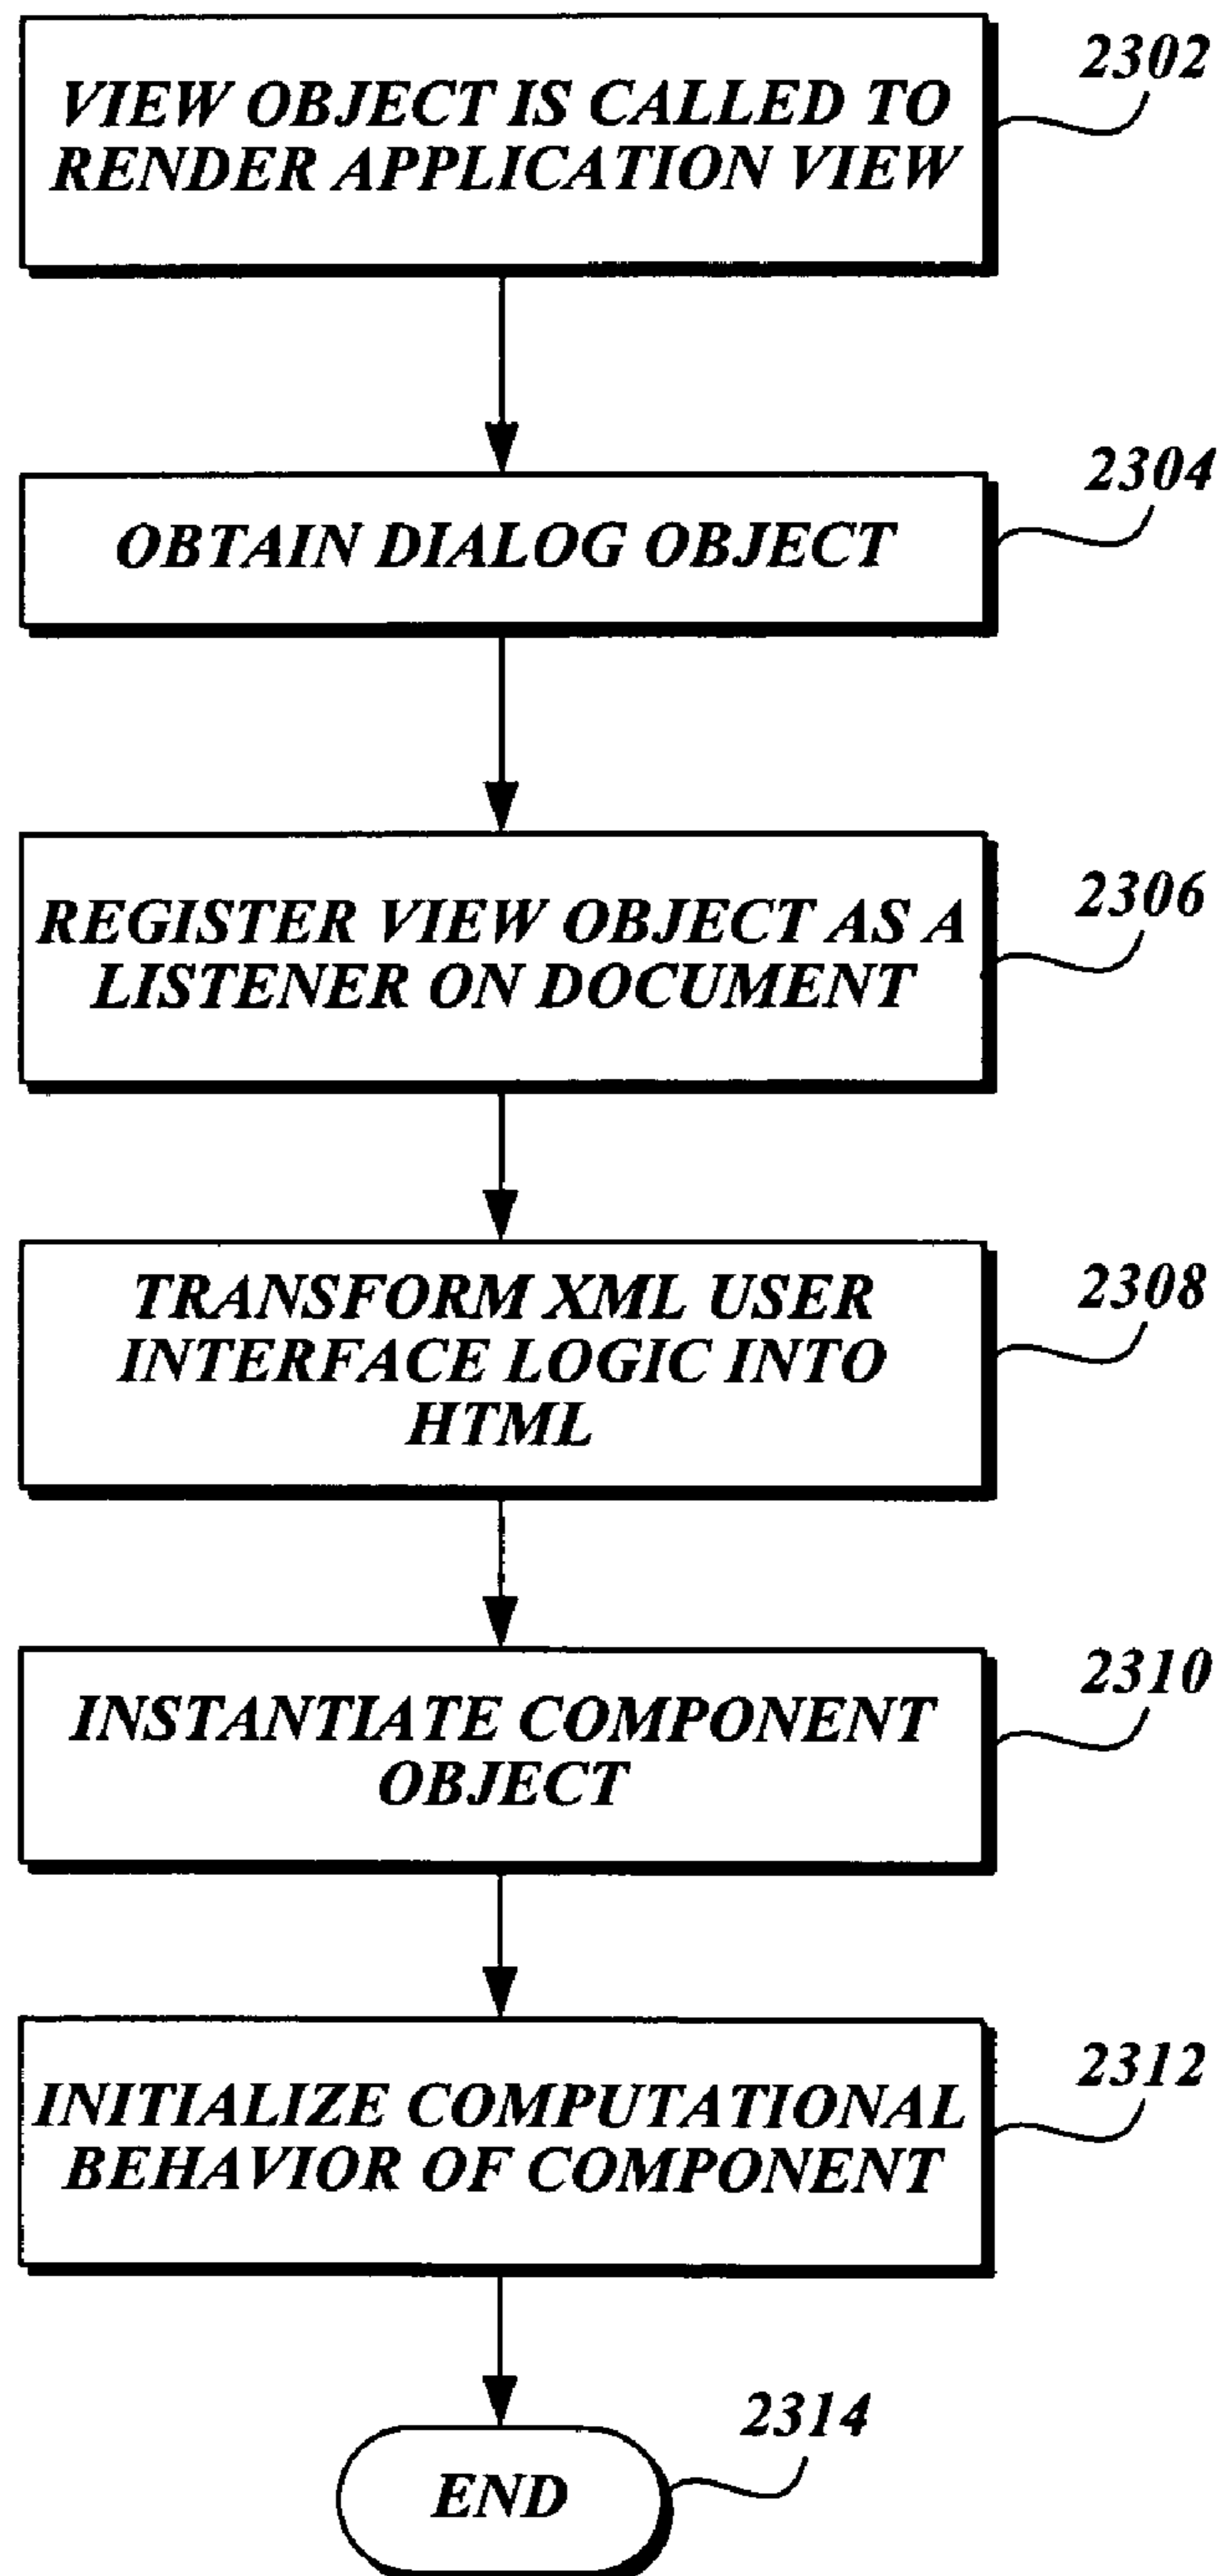 2302
VIEW OBJECT IS CALLED TO
RENDER APPLICATION VIEW
2304
OBTAIN DIALOG OBJECT
2306
REGISTER VIEW OBJECT AS A
LISTENER ON DOCUMENT
2308
TRANSFORM XML USER
INTERFACE LOGIC INTO
HTML
2310
INSTANTIATE COMPONENT
OBJECT
2312
INITIALIZE COMPUTATIONAL
BEHAVIOR OF COMPONENT
2314
END